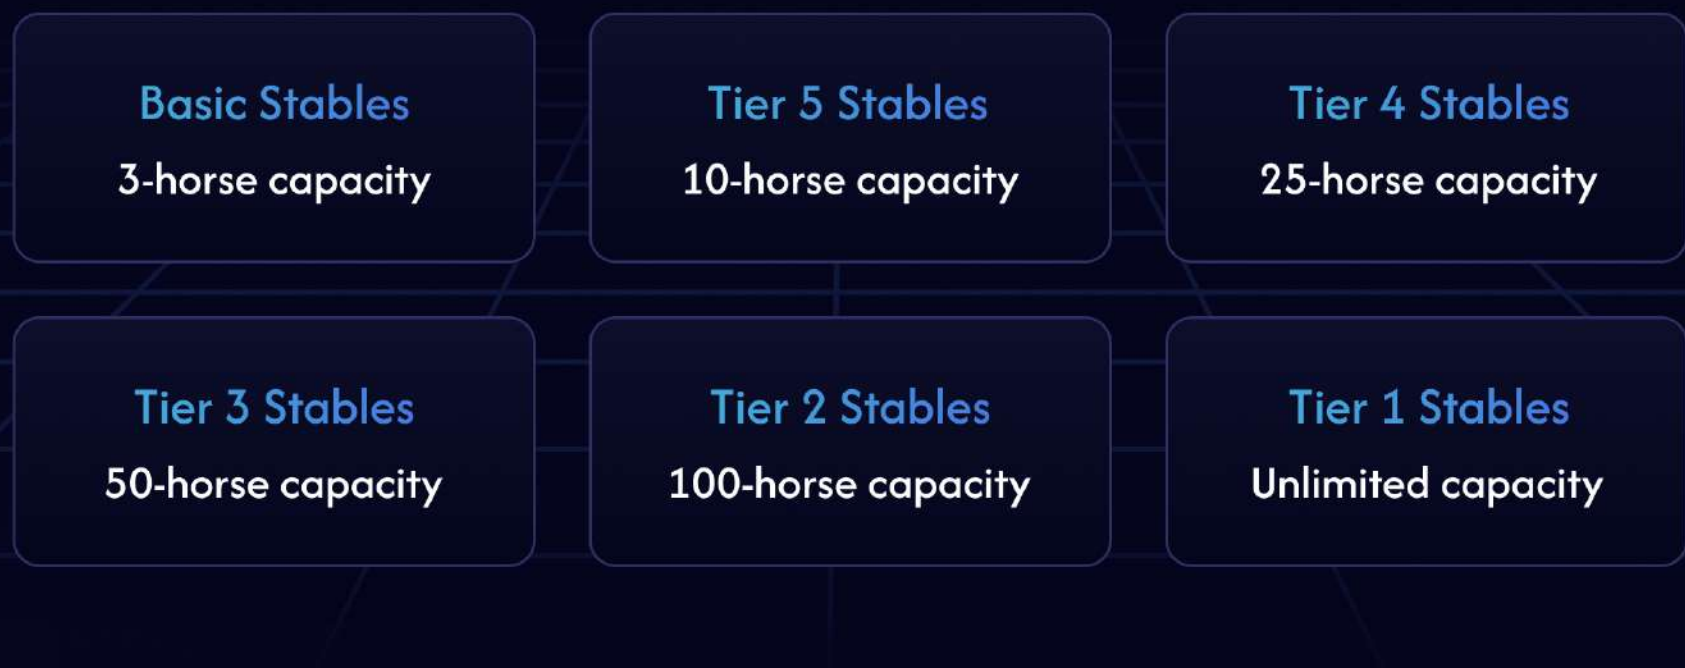 Basic Stables
3-horse capacity
Tier 5 Stables
10-horse capacity
Tier 4 Stables
25-horse capacity
Tier 3 Stables
50-horse capacity
Tier 2 Stables
100-horse capacity
Tier 1 Stables
Unlimited capacity